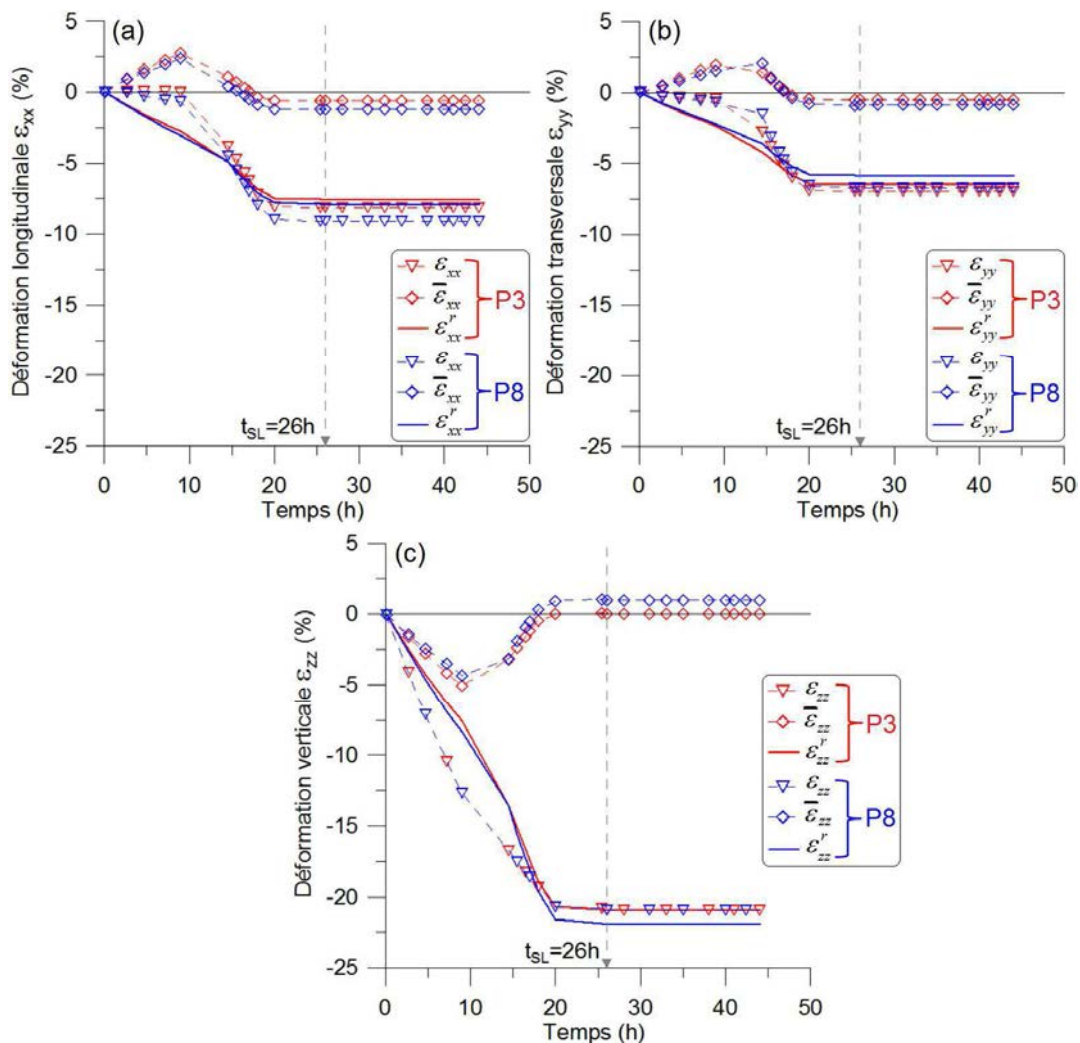 (a)
Déformation longitudinale εxx (%)
5
0
-5
-10
-15
-20
-25
0 10 20 30 40 50
Temps (h)
tSL=26h
εxx
ε̅xx
εʳxx
P3
εxx
ε̅xx
εʳxx
P8
(b)
Déformation transversale εyy (%)
5
0
-5
-10
-15
-20
-25
0 10 20 30 40 50
Temps (h)
tSL=26h
εyy
ε̅yy
εʳyy
P3
εyy
ε̅yy
εʳyy
P8
(c)
Déformation verticale εzz (%)
5
0
-5
-10
-15
-20
-25
0 10 20 30 40 50
Temps (h)
tSL=26h
εzz
ε̅zz
εʳzz
P3
εzz
ε̅zz
εʳzz
P8